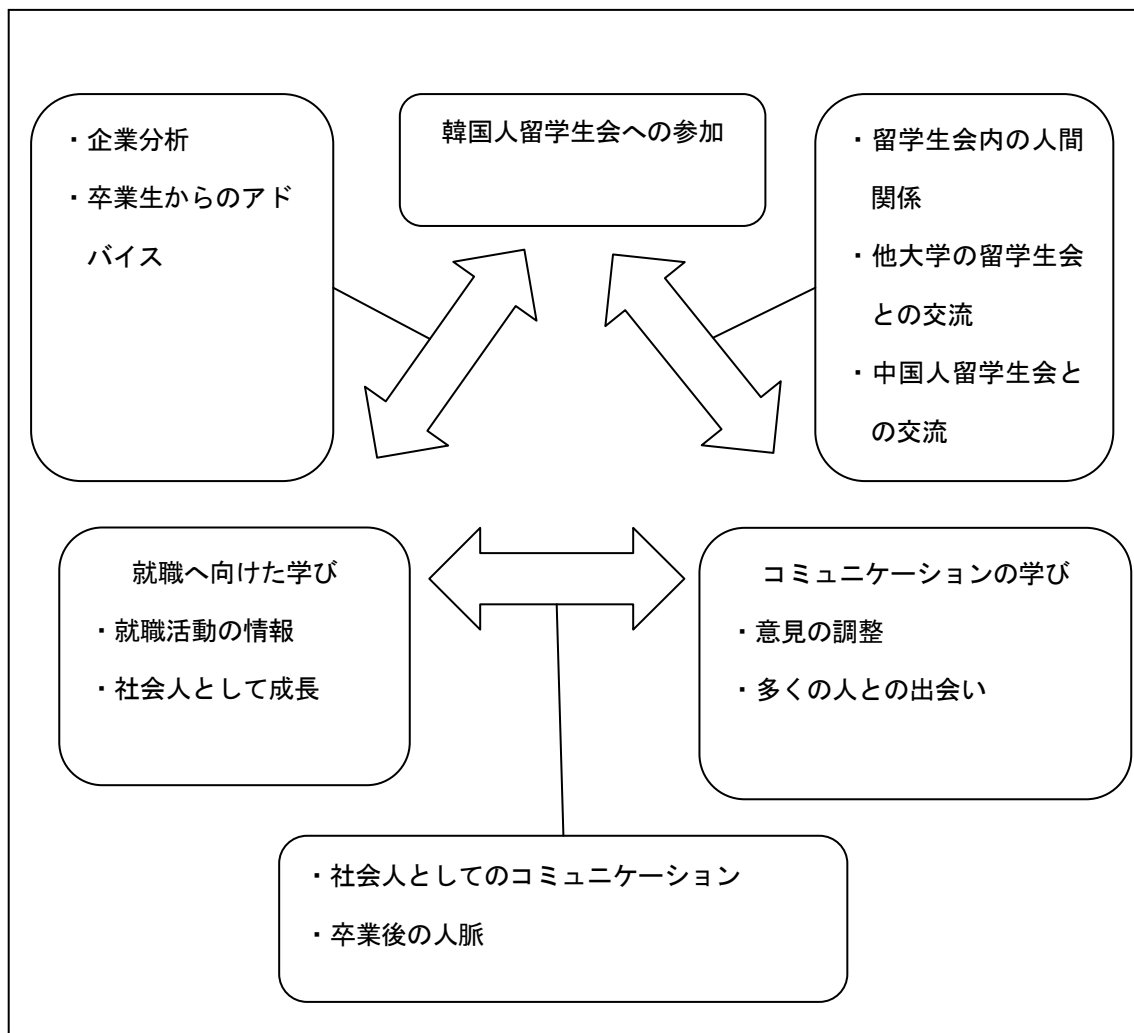 ・企業分析
・卒業生からのアド
バイス
韓国人留学生会への参加
・留学生会内の人間
関係
・他大学の留学生会
との交流
・中国人留学生会と
の交流
就職へ向けた学び
・就職活動の情報
・社会人として成長
コミュニケーションの学び
・意見の調整
・多くの人との出会い
・社会人としてのコミュニケーション
・卒業後の人脈